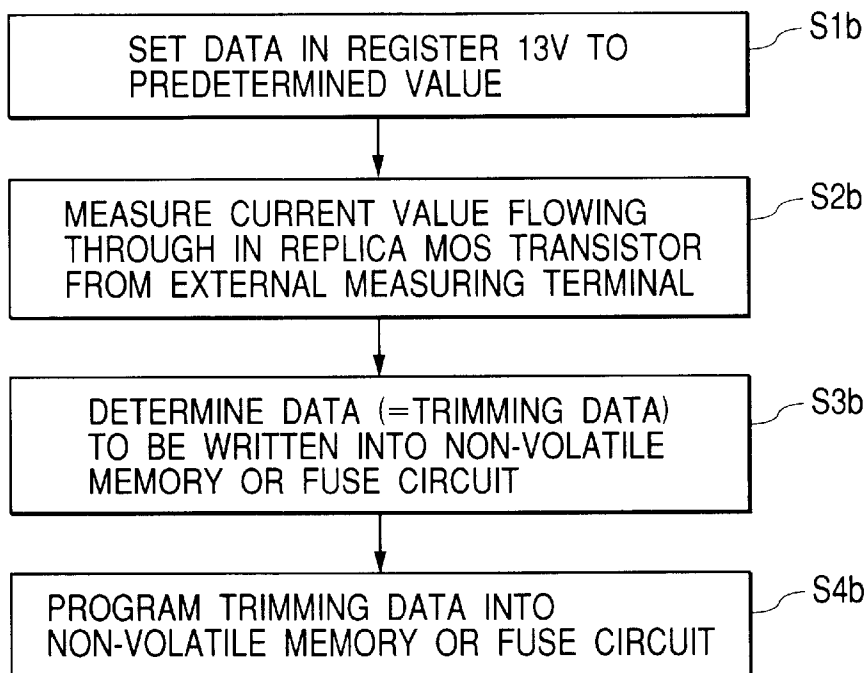 SET DATA IN REGISTER 13V TO
PREDETERMINED VALUE
S1b
MEASURE CURRENT VALUE FLOWING
THROUGH IN REPLICA MOS TRANSISTOR
FROM EXTERNAL MEASURING TERMINAL
S2b
DETERMINE DATA (=TRIMMING DATA)
TO BE WRITTEN INTO NON-VOLATILE
MEMORY OR FUSE CIRCUIT
S3b
PROGRAM TRIMMING DATA INTO
NON-VOLATILE MEMORY OR FUSE CIRCUIT
S4b